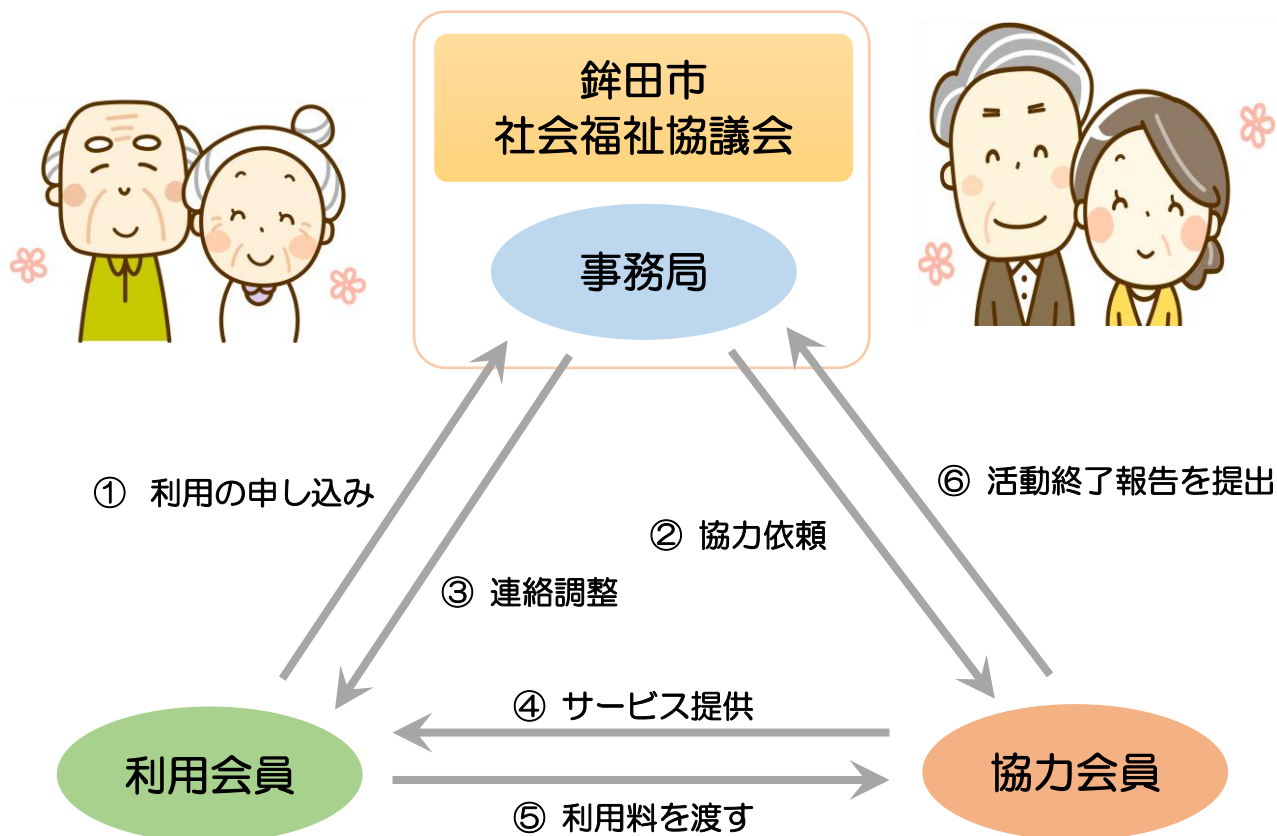 鉾田市
社会福祉協議会
事務局
① 利用の申し込み
⑥ 活動終了報告を提出
② 協力依頼
③ 連絡調整
④ サービス提供
利用会員
協力会員
⑤ 利用料を渡す